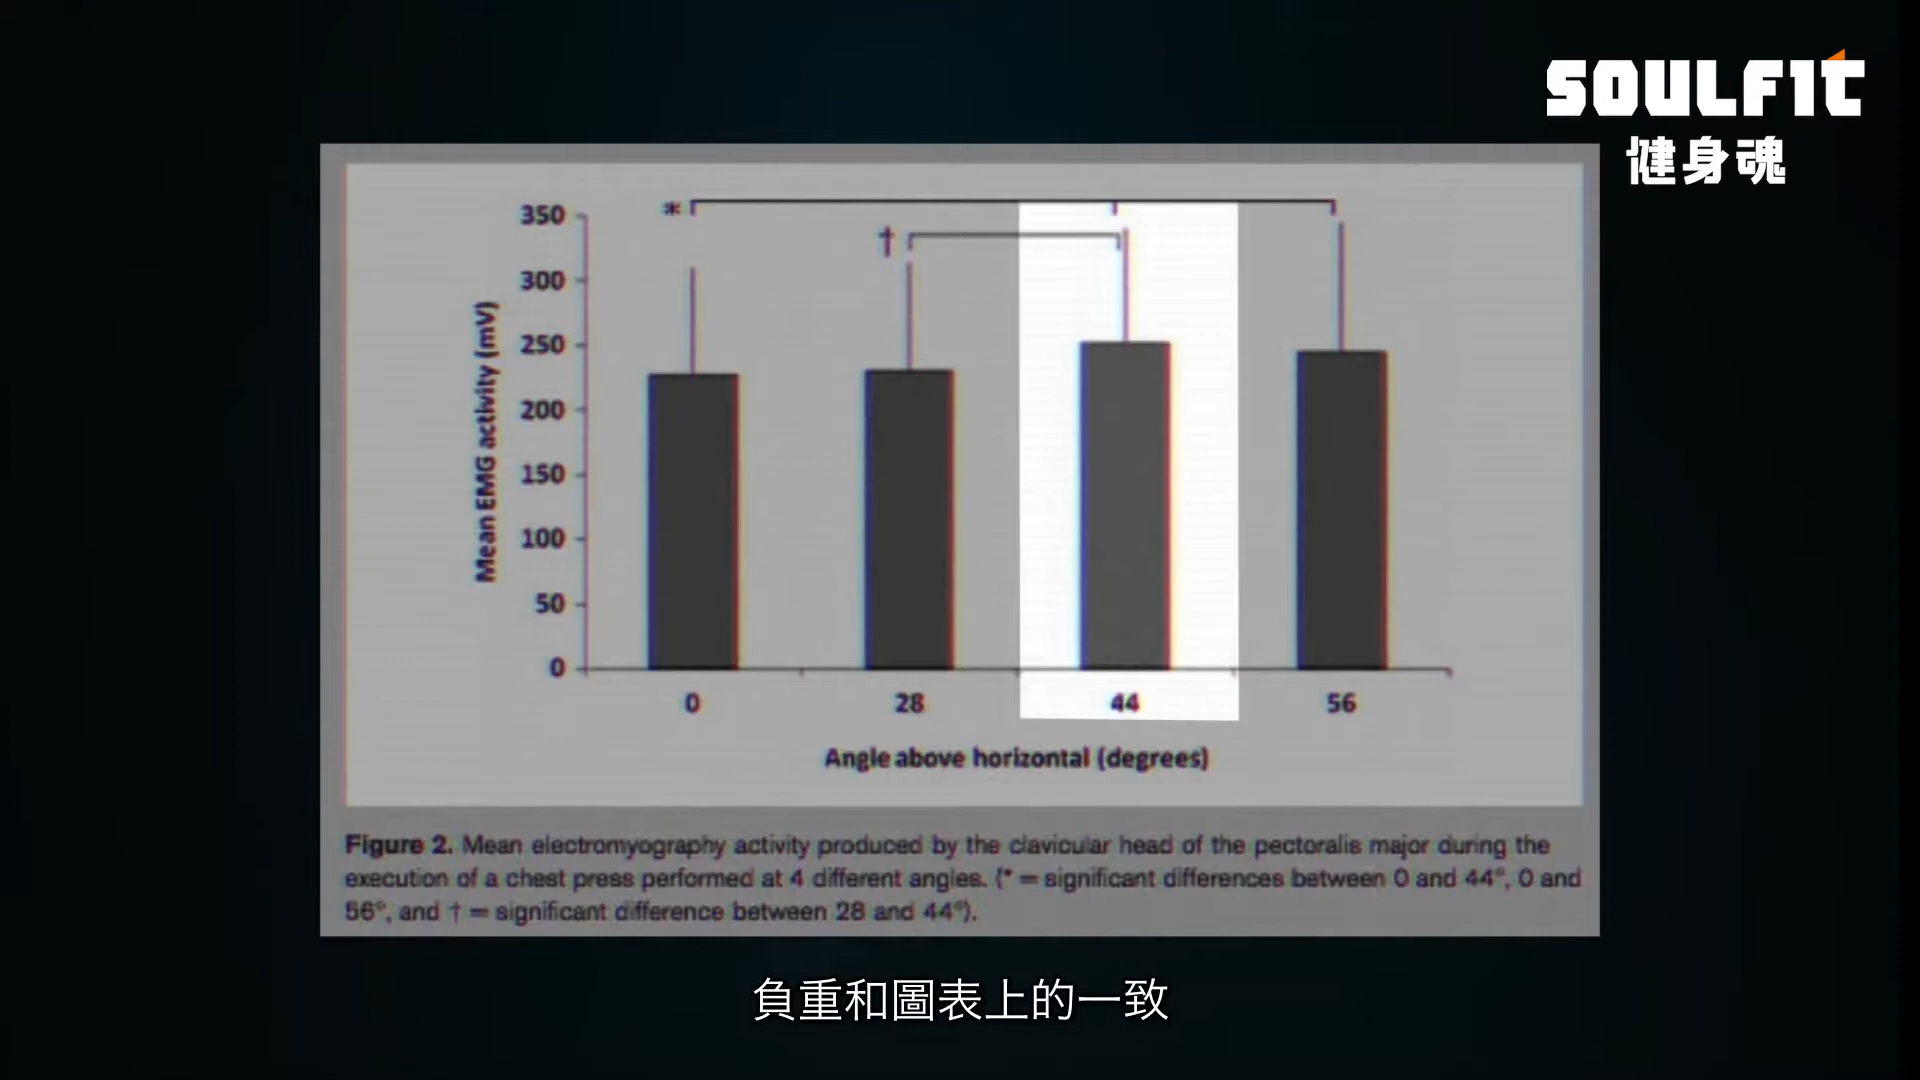 SOULFIT
健身魂
*
†
350
300
250
200
150
100
50
0
Mean EMG activity (mV)
0 28 44 56
Angle above horizontal (degrees)
Figure 2. Mean electromyography activity produced by the clavicular head of the pectoralis major during the
execution of a chest press performed at 4 different angles. (* = significant differences between 0 and 44°, 0 and
56°, and † = significant difference between 28 and 44°).
負重和圖表上的一致